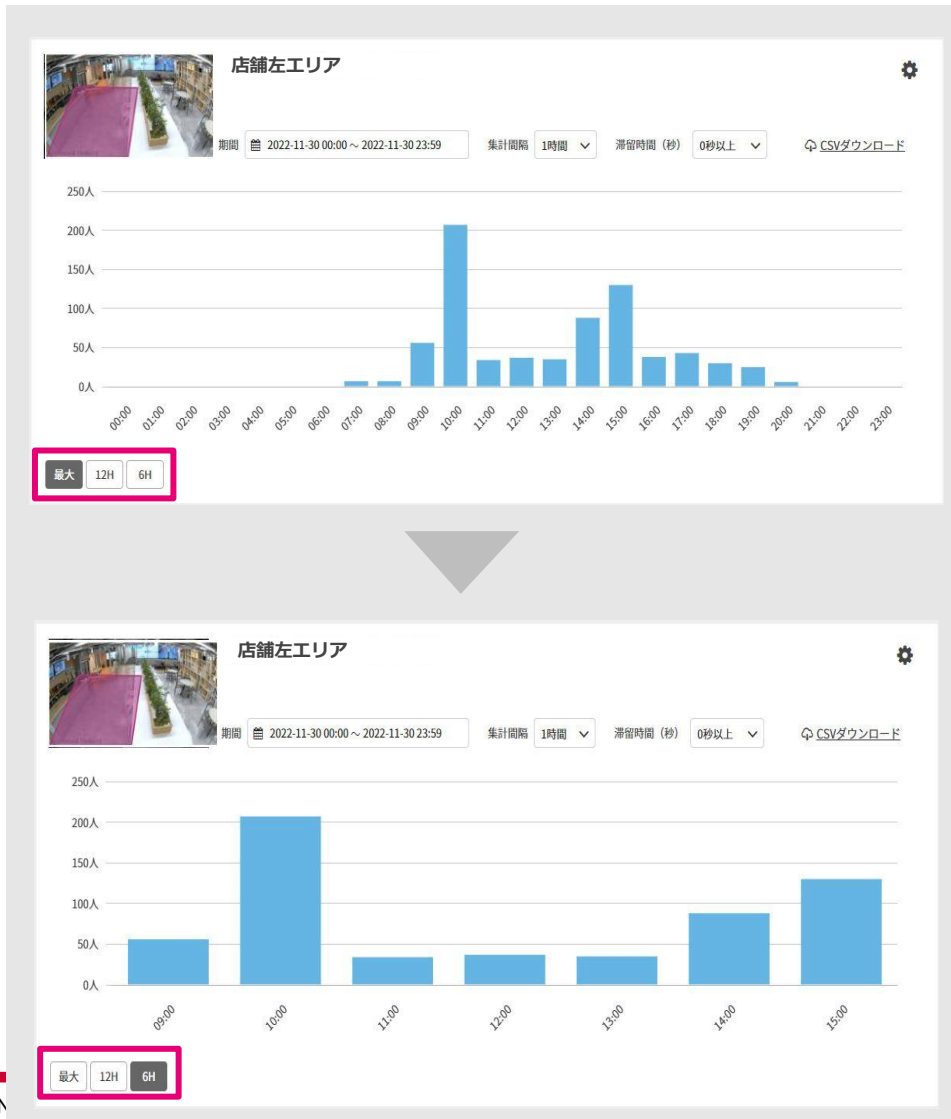 店舗左エリア
期間 2022-11-30 00:00 ~ 2022-11-30 23:59 集計間隔 1時間 滞留時間（秒） 0秒以上 CSVダウンロード
250人
200人
150人
100人
50人
0人
00:00 01:00 02:00 03:00 04:00 05:00 06:00 07:00 08:00 09:00 10:00 11:00 12:00 13:00 14:00 15:00 16:00 17:00 18:00 19:00 20:00 21:00 22:00 23:00
最大 12H 6H
店舗左エリア
期間 2022-11-30 00:00 ~ 2022-11-30 23:59 集計間隔 1時間 滞留時間（秒） 0秒以上 CSVダウンロード
250人
200人
150人
100人
50人
0人
09:00 10:00 11:00 12:00 13:00 14:00 15:00
最大 12H 6H